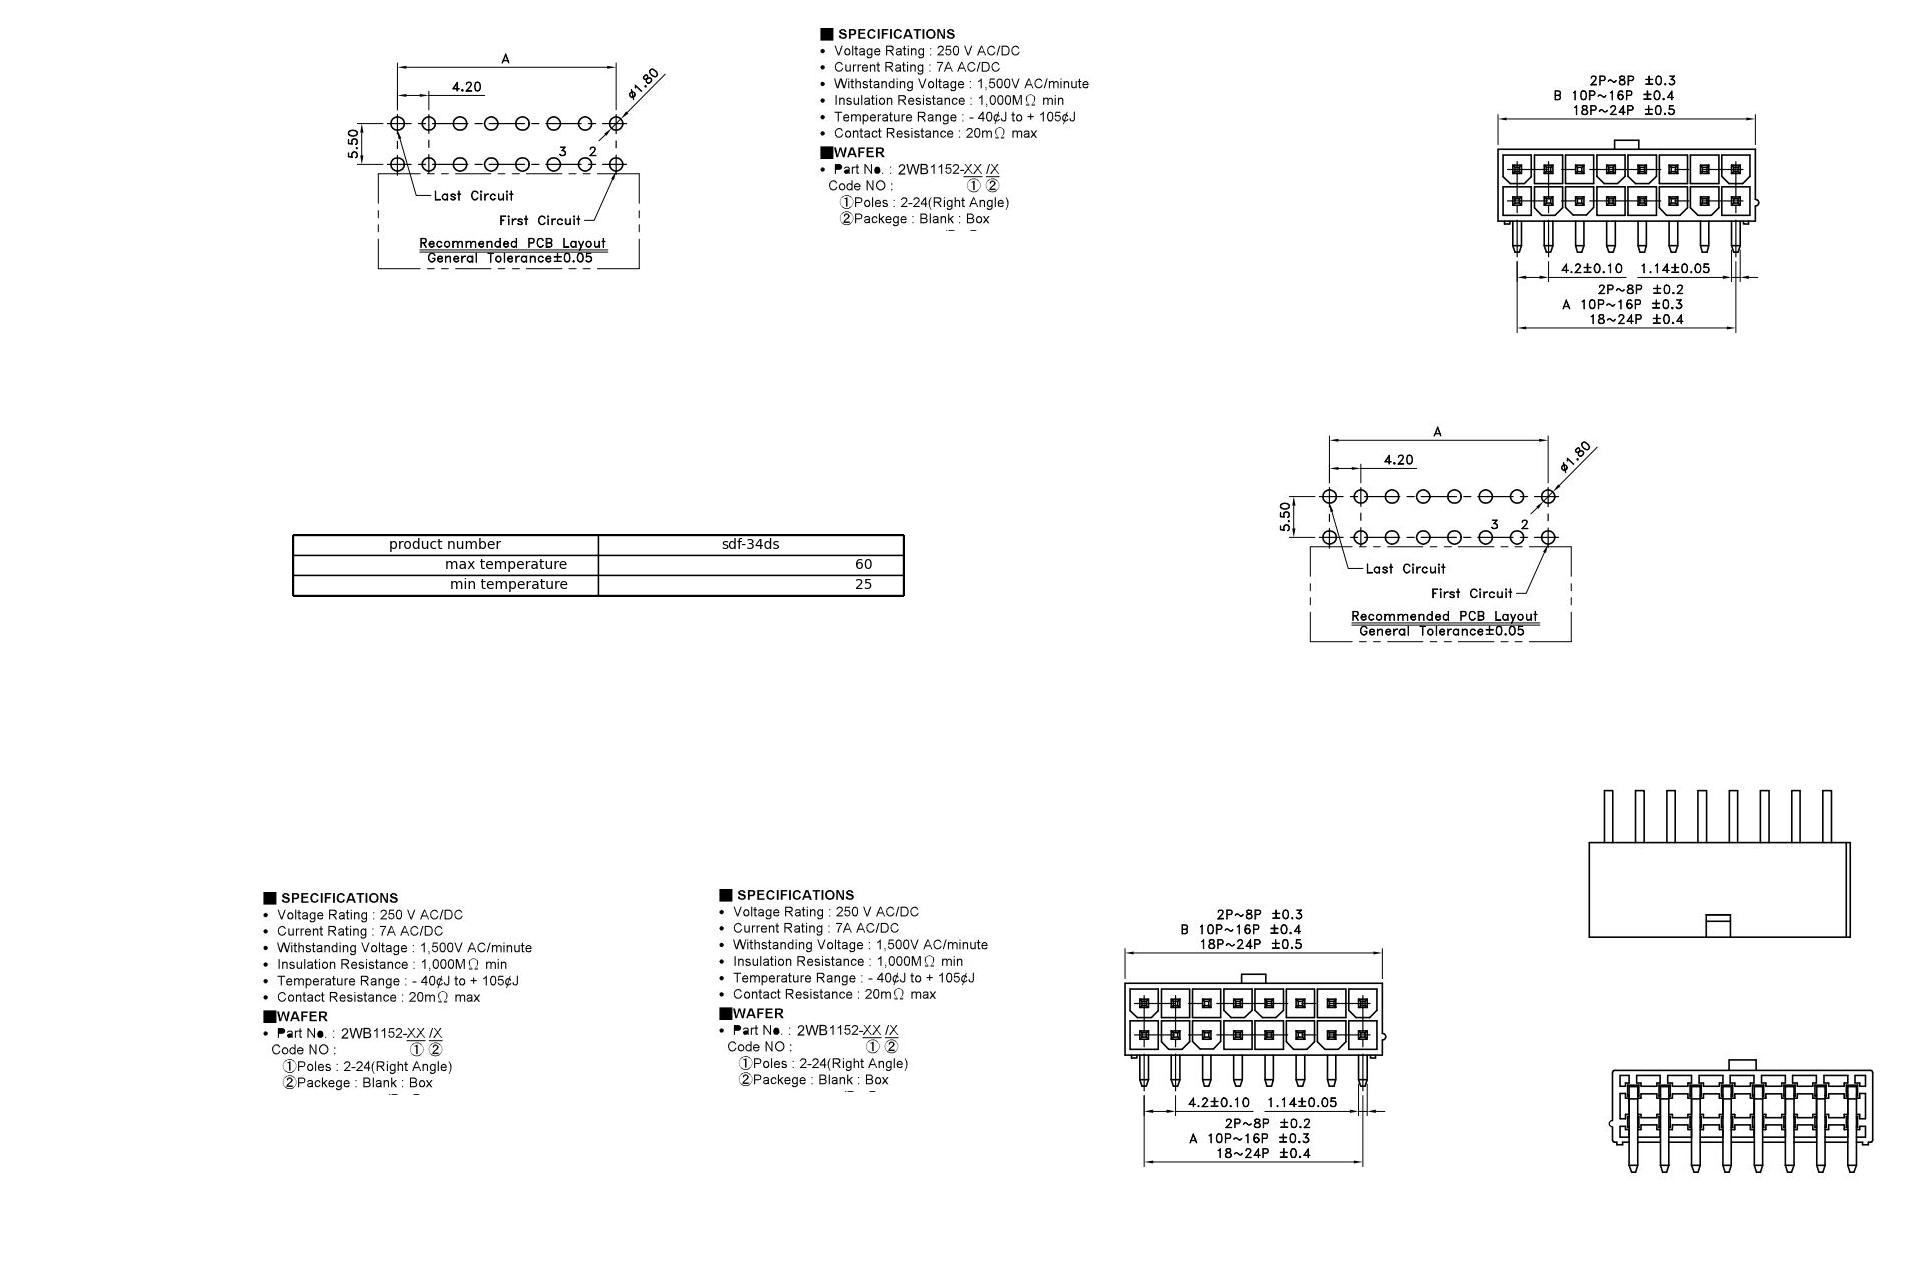 A
4.20
ø1.80
5.50
3 2
Last Circuit
First Circuit
Recommended PCB Layout
General Tolerance±0.05
■ SPECIFICATIONS
• Voltage Rating : 250 V AC/DC
• Current Rating : 7A AC/DC
• Withstanding Voltage : 1,500V AC/minute
• Insulation Resistance : 1,000MΩ min
• Temperature Range : - 40¢J to + 105¢J
• Contact Resistance : 20mΩ max
■WAFER
• Part No. : 2WB1152-XX /X
Code NO : ① ②
①Poles : 2-24(Right Angle)
②Packege : Blank : Box
2P~8P ±0.3
B 10P~16P ±0.4
18P~24P ±0.5
4.2±0.10 1.14±0.05
2P~8P ±0.2
A 10P~16P ±0.3
18~24P ±0.4
A
4.20
ø1.80
5.50
3 2
Last Circuit
First Circuit
Recommended PCB Layout
General Tolerance±0.05
product number sdf-34ds
max temperature 60
min temperature 25
■ SPECIFICATIONS
• Voltage Rating : 250 V AC/DC
• Current Rating : 7A AC/DC
• Withstanding Voltage : 1,500V AC/minute
• Insulation Resistance : 1,000MΩ min
• Temperature Range : - 40¢J to + 105¢J
• Contact Resistance : 20mΩ max
■WAFER
• Part No. : 2WB1152-XX /X
Code NO : ① ②
①Poles : 2-24(Right Angle)
②Packege : Blank : Box
■ SPECIFICATIONS
• Voltage Rating : 250 V AC/DC
• Current Rating : 7A AC/DC
• Withstanding Voltage : 1,500V AC/minute
• Insulation Resistance : 1,000MΩ min
• Temperature Range : - 40¢J to + 105¢J
• Contact Resistance : 20mΩ max
■WAFER
• Part No. : 2WB1152-XX /X
Code NO : ① ②
①Poles : 2-24(Right Angle)
②Packege : Blank : Box
2P~8P ±0.3
B 10P~16P ±0.4
18P~24P ±0.5
4.2±0.10 1.14±0.05
2P~8P ±0.2
A 10P~16P ±0.3
18~24P ±0.4